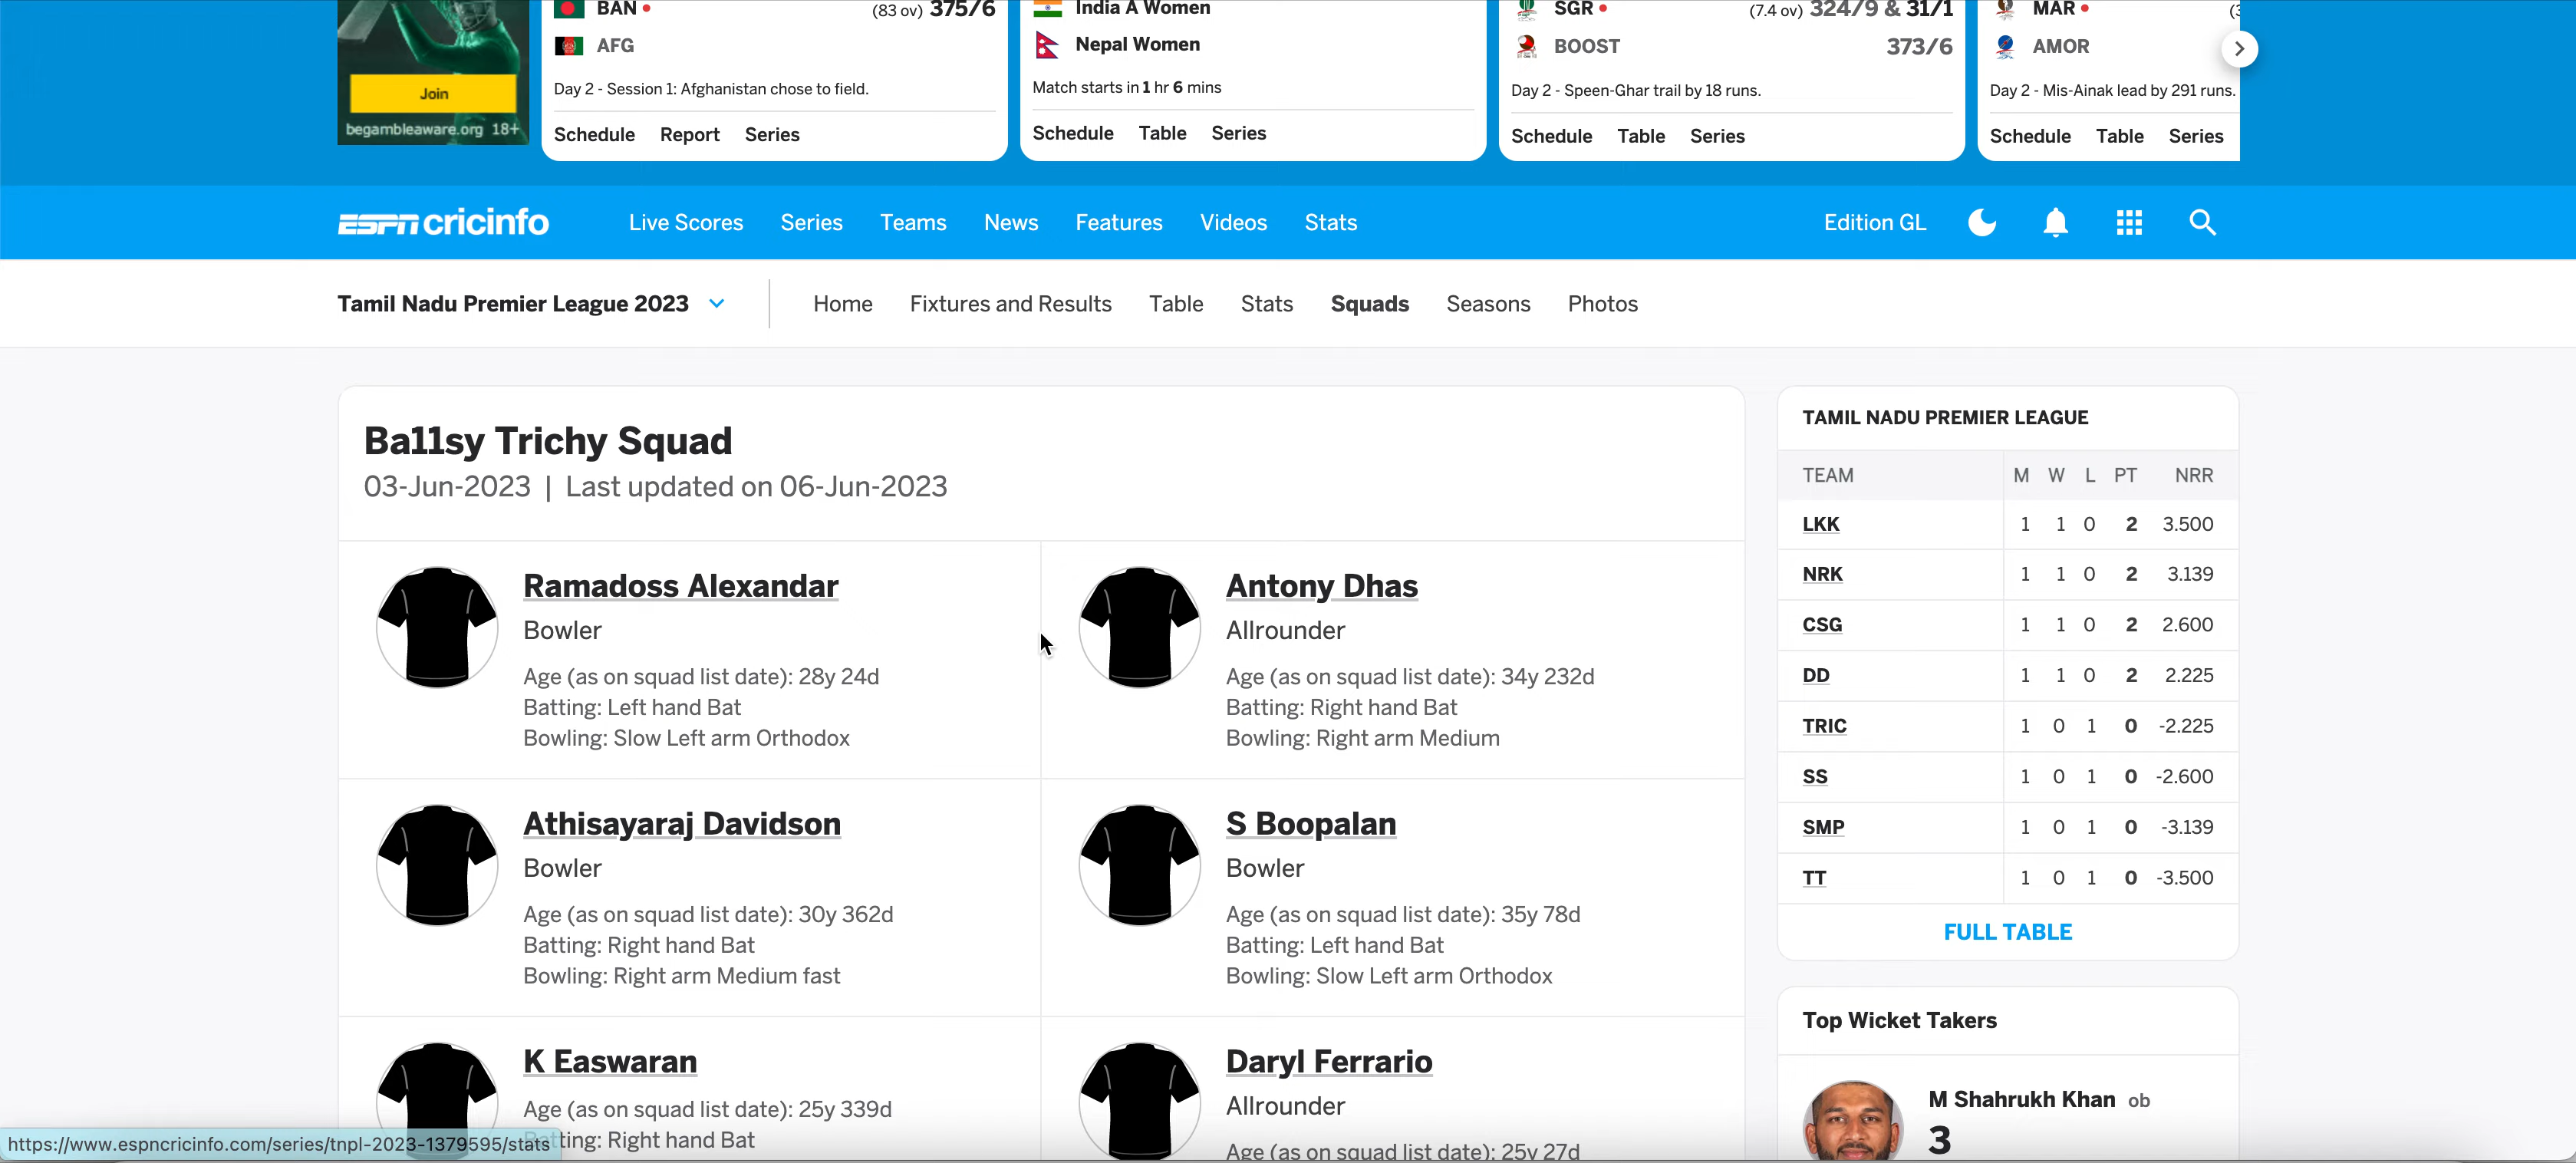 BAN
(83 ov) 375/6
AFG
Day 2 - Session 1: Afghanistan chose to field.
Schedule Report Series
Join
begambleaware.org 18+
India A Women
Nepal Women
Match starts in 1 hr 6 mins
Schedule Table Series
SGR
(7.4 ov) 324/9 & 31/1
BOOST
373/6
Day 2 - Speen-Ghar trail by 18 runs.
Schedule Table Series
MAR
AMOR
Day 2 - Mis-Ainak lead by 291 runs.
Schedule Table Series
ESPN cricinfo
Live Scores Series Teams News Features Videos Stats
Edition GL
Tamil Nadu Premier League 2023
Home Fixtures and Results Table Stats Squads Seasons Photos
Ba11sy Trichy Squad
03-Jun-2023 | Last updated on 06-Jun-2023
Ramadoss Alexandar
Bowler
Age (as on squad list date): 28y 24d
Batting: Left hand Bat
Bowling: Slow Left arm Orthodox
Antony Dhas
Allrounder
Age (as on squad list date): 34y 232d
Batting: Right hand Bat
Bowling: Right arm Medium
Athisayaraj Davidson
Bowler
Age (as on squad list date): 30y 362d
Batting: Right hand Bat
Bowling: Right arm Medium fast
S Boopalan
Bowler
Age (as on squad list date): 35y 78d
Batting: Left hand Bat
Bowling: Slow Left arm Orthodox
K Easwaran
Age (as on squad list date): 25y 339d
tting: Right hand Bat
Daryl Ferrario
Allrounder
Age (as on squad list date): 25y 27d
TAMIL NADU PREMIER LEAGUE
TEAM M W L PT NRR
LKK 1 1 0 2 3.500
NRK 1 1 0 2 3.139
CSG 1 1 0 2 2.600
DD 1 1 0 2 2.225
TRIC 1 0 1 0 -2.225
SS 1 0 1 0 -2.600
SMP 1 0 1 0 -3.139
TT 1 0 1 0 -3.500
FULL TABLE
Top Wicket Takers
M Shahrukh Khan ob
3
https://www.espncricinfo.com/series/tnpl-2023-1379595/stats